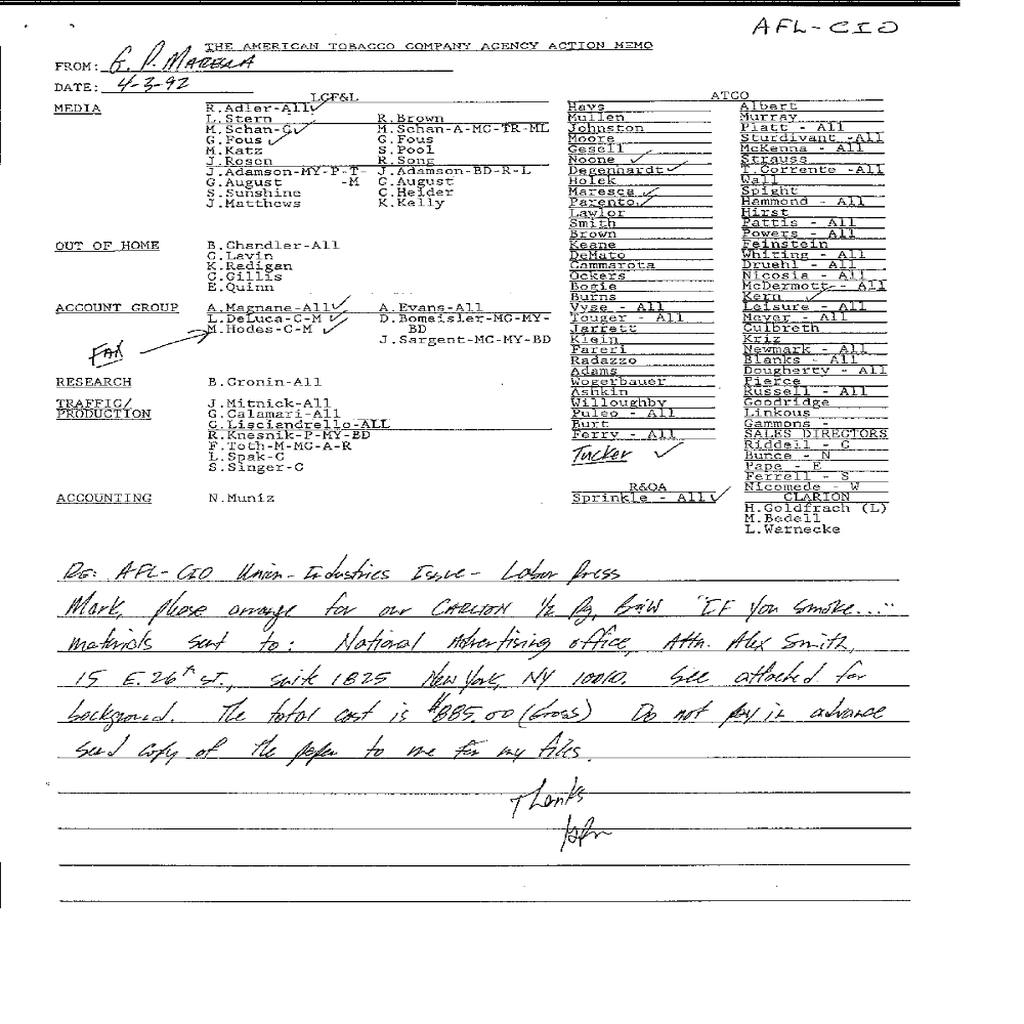 AFL-CIO
THE AMERICAN TOBACCO COMPANY AGENCY ACTION MEMO
FROM: G. P. Maresca
DATE: 4-3-92
LGF&L
MEDIA
R.Adler-All
L.Stern R.Brown
M.Schan-G M.Schan-A-MC-TR-ML
G.Fous G.Fous
M.Katz S.Pool
J.Rosen R.Song
J.Adamson-MY-P-T- J.Adamson-BD-R-L
G.August -M G.August
S.Sunshine C.Heider
J.Matthews K.Kelly
OUT OF HOME B.Chandler-All
C.Lavin
K.Redigan
C.Gillis
E.Quinn
ACCOUNT GROUP A.Magnane-All A.Evans-All
L.DeLuca-C-M D.Bomeisler-MC-MY-
M.Hodes-C-M BD
J.Sargent-MC-MY-BD
FAX
RESEARCH B.Cronin-All
TRAFFIC/ J.Mitnick-All
PRODUCTION G.Calamari-All
C.Lisciendrello-ALL
R.Knesnik-P-MY-BD
F.Toth-M-MC-A-R
L.Spak-C
S.Singer-C
ACCOUNTING N.Muniz
ATCO
Hays Albert
Mullen Murray
Johnston Piatt - All
Moore Sturdivant -All
Gesell McKenna - All
Noone Strauss
Degenhardt T.Corrente -All
Holek Wall
Maresca Spight
Parento Hammond - All
Lawlor Hirst
Smith Pattis - All
Brown Powers - All
Keane Feinstein
DeMato Whiting - All
Cammarota Druehl - All
Ockers Nicosia - All
Bogie McDermott - All
Burns Kern
Vyse - All Leisure - All
Touger - All Meyer - All
Jarrett Culbreth
Klein Kriz
Fareri Newmark - All
Radazzo Blanks - All
Adams Dougherty - All
Wogerbauer Pierce
Ashkin Russell - All
Willoughby Goodridge
Puleo - All Linkous
Burt Gammons -
Ferry - All SALES DIRECTORS
Tucker Riddell - C
Bunce - N
Pape - E
Ferrell - S
R&QA Nicomede - W
Sprinkle - All CLARION
H.Goldfrach (L)
M.Bedell
L.Warnecke
Re: AFL-CIO Union-Industries Issue - Labor Press
Mark, please arrange for our CARLTON 1/2 Pg, B&W "IF You Smoke...."
materials sent to: National Advertising office, Attn. Alex Smith,
15 E. 26th St., suite 1825 New York, NY 10010. See attached for
background. The total cost is $885.00 (Gross) Do not pay in advance
send copy of the paper to me for my files.
Thanks